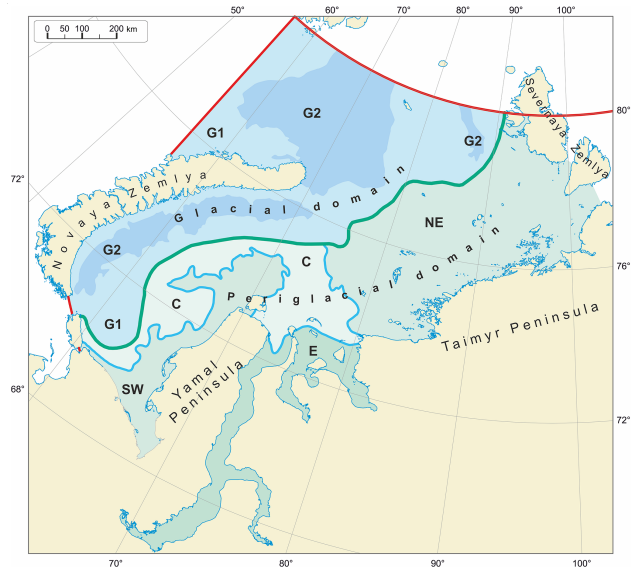 50° 60° 70° 80° 90° 100°
0 50 100 200 km
80°
Severnaya
Zemlya
G2
G1
G2
72°
Novaya Zemlya
Glacial domain
NE
G2
76°
C
C
Periglacial domain
G1
Taimyr Peninsula
E
Yamal
Peninsula
SW
68°
72°
70° 80° 90° 100°